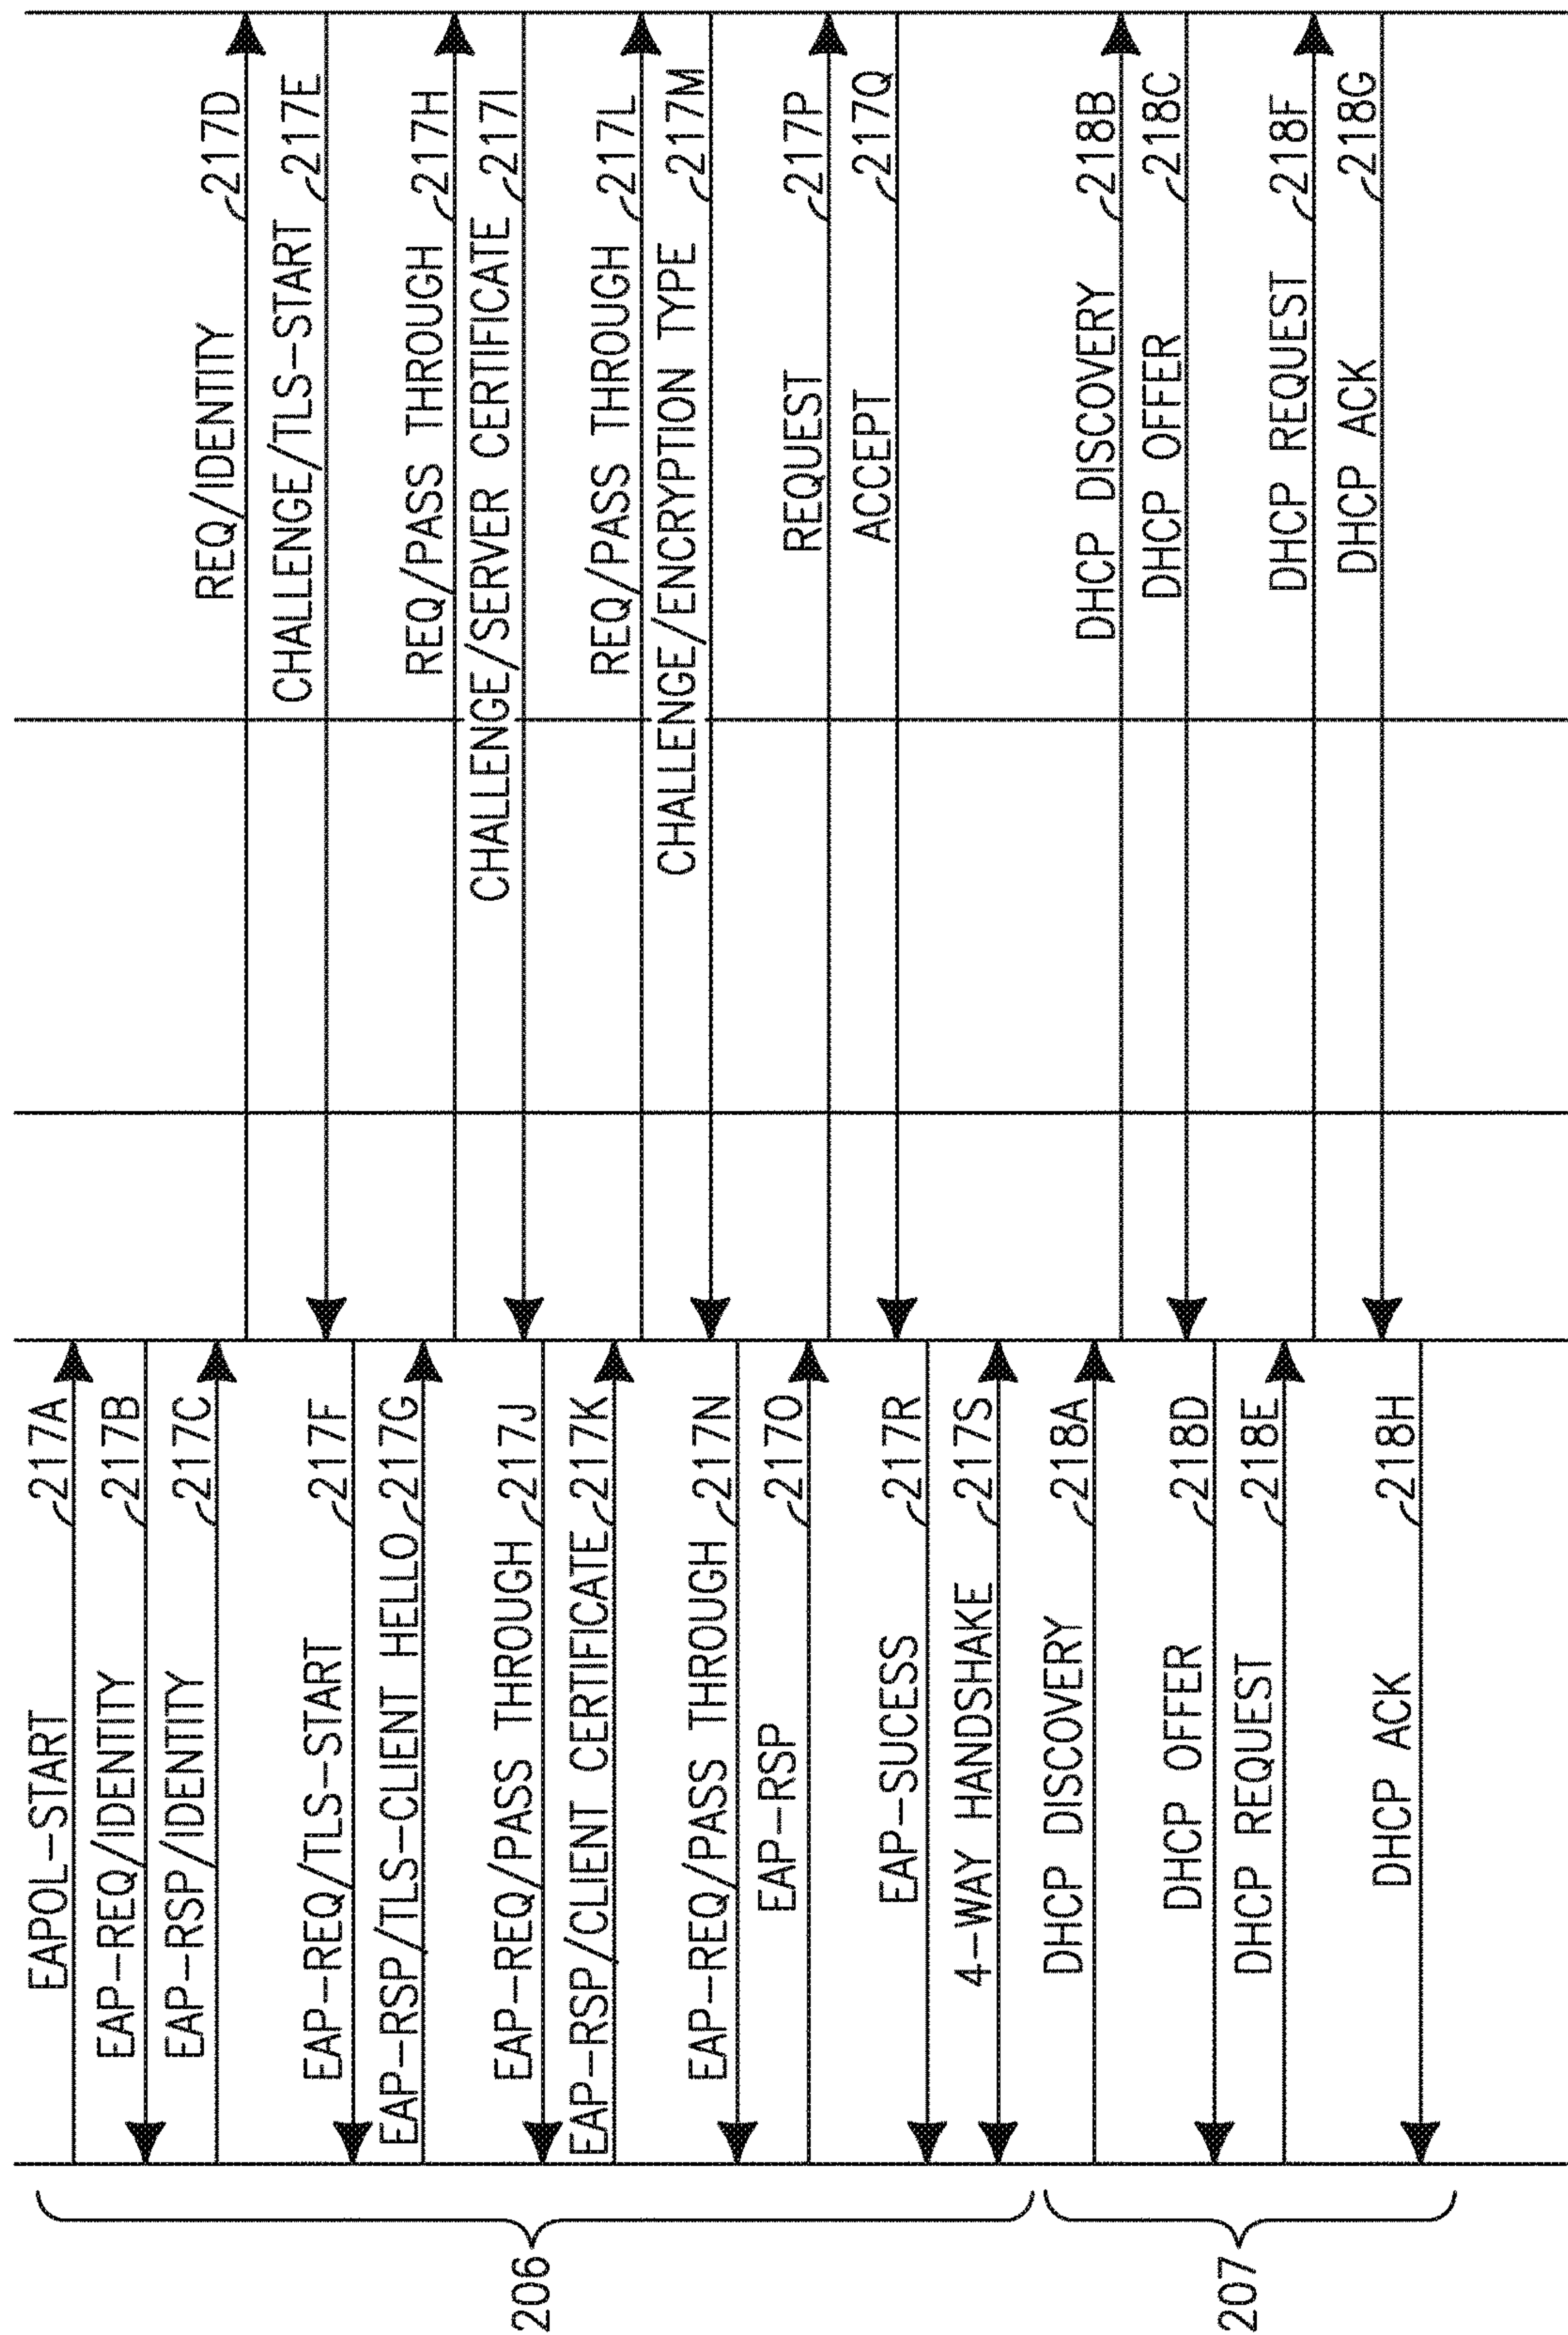 EAPOL-START 217A
EAP-REQ/IDENTITY 217B
EAP-RSP/IDENTITY 217C
REQ/IDENTITY 217D
CHALLENGE/TLS-START 217E
EAP-REQ/TLS-START 217F
EAP-RSP/TLS-CLIENT HELLO 217G
REQ/PASS THROUGH 217H
CHALLENGE/SERVER CERTIFICATE 217I
EAP-REQ/PASS THROUGH 217J
EAP-RSP/CLIENT CERTIFICATE 217K
REQ/PASS THROUGH 217L
CHALLENGE/ENCRYPTION TYPE 217M
EAP-REQ/PASS THROUGH 217N
EAP-RSP 217O
REQUEST 217P
ACCEPT 217Q
EAP-SUCESS 217R
4-WAY HANDSHAKE 217S
206
DHCP DISCOVERY 218A
DHCP DISCOVERY 218B
DHCP OFFER 218C
DHCP OFFER 218D
DHCP REQUEST 218E
DHCP REQUEST 218F
DHCP ACK 218G
DHCP ACK 218H
207